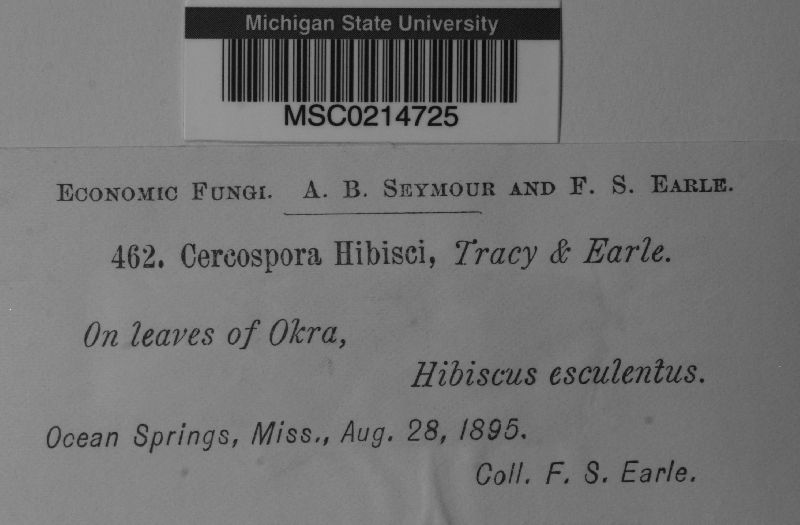 Michigan State University
MSC0214725
ECONOMIC FUNGI. A. B. SEYMOUR AND F. S. EARLE.
462. Cercospora Hibisci, Tracy & Earle.
On leaves of Okra,
Hibiscus esculentus.
Ocean Springs, Miss., Aug. 28, 1895.
Coll. F. S. Earle.